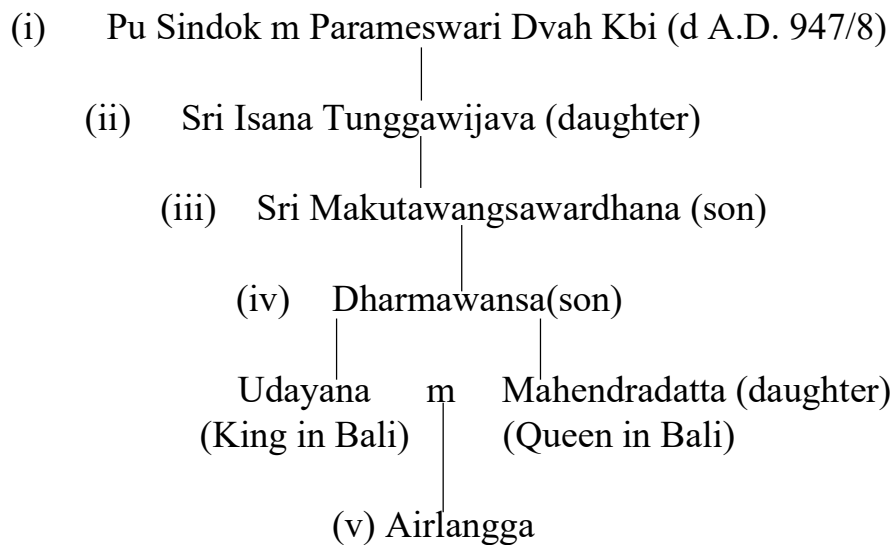 (i) Pu Sindok m Parameswari Dvah Kbi (d A.D. 947/8)
(ii) Sri Isana Tunggawijava (daughter)
(iii) Sri Makutawangsawardhana (son)
(iv) Dharmawansa(son)
Udayana m Mahendradatta (daughter)
(King in Bali) (Queen in Bali)
(v) Airlangga